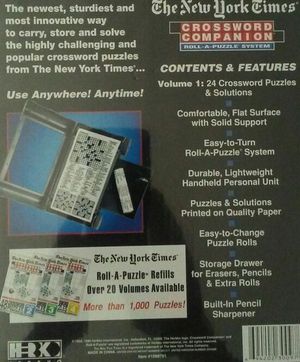 The newest, sturdiest and
most innovative way
to carry, store and solve
the highly challenging and
popular crossword puzzles
from The New York Times...
Use Anywhere! Anytime!
The New York Times
Roll-A-Puzzle Refills
Over 20 Volumes Available
More than 1,000 Puzzles!
HERBKO
MADE IN CHINA
The New York Times
CROSSWORD
COMPANION
ROLL-A-PUZZLE SYSTEM
CONTENTS & FEATURES
Volume 1: 24 Crossword Puzzles
& Solutions
Comfortable, Flat Surface
with Solid Support
Easy-to-Turn
Roll-A-Puzzle System
Durable, Lightweight
Handheld Personal Unit
Puzzles & Solutions
Printed on Quality Paper
Easy-to-Change
Puzzle Rolls
Storage Drawer
for Erasers, Pencils
& Extra Rolls
Built-In Pencil
Sharpener